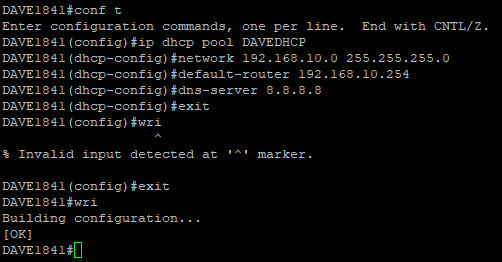 DAVE1841#conf t
Enter configuration commands, one per line.  End with CNTL/Z.
DAVE1841(config)#ip dhcp pool DAVEDHCP
DAVE1841(dhcp-config)#network 192.168.10.0 255.255.255.0
DAVE1841(dhcp-config)#default-router 192.168.10.254
DAVE1841(dhcp-config)#dns-server 8.8.8.8
DAVE1841(dhcp-config)#exit
DAVE1841(config)#wri
                  ^
% Invalid input detected at '^' marker.

DAVE1841(config)#exit
DAVE1841#wri
Building configuration...
[OK]
DAVE1841#